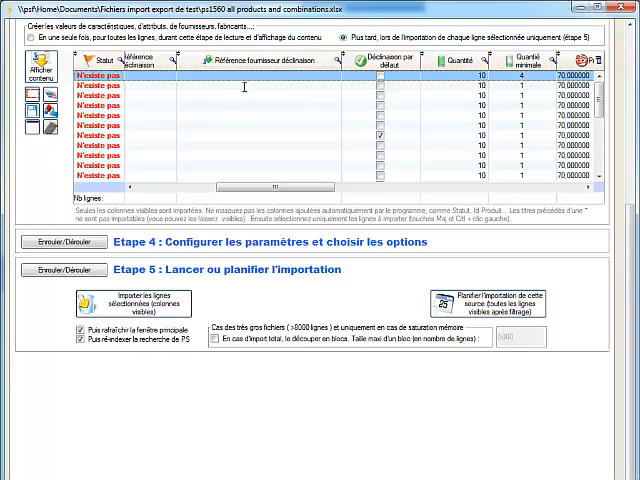 \\psf\Home\Documents\Fichiers import export de test\ps1560 all products and combinations.xlsx
Créer les valeurs de caractéristiques, d'attributs, de fournisseurs, fabricants...:
En une seule fois, pour toutes les lignes, durant cette étape de lecture et d'affichage du contenu
Plus tard, lors de l'importation de chaque ligne sélectionnée uniquement (étape 5)
Afficher contenu
Statut
Référence déclinaison
Référence fournisseur déclinaison
Déclinaison par défaut
Quantité
Quantité minimale
N'existe pas 10 4 70,000000
N'existe pas 10 1 70,000000
N'existe pas 10 1 70,000000
N'existe pas 10 1 70,000000
N'existe pas 10 1 70,000000
N'existe pas 10 1 70,000000
N'existe pas 10 1 70,000000
N'existe pas 10 1 70,000000
N'existe pas 10 1 70,000000
N'existe pas 10 1 70,000000
N'existe pas 10 1 70,000000
Nb lignes:
Seules les colonnes visibles sont importées. Ne masquez pas les colonnes ajoutées automatiquement par le programme, comme Statut, Id Produit... Les titres précédés d'une *
ne sont pas importables (vous pouvez les laissez visibles). Ensuite sélectionnez uniquement les lignes à importer (touches Maj et Ctrl + clic gauche).
Enrouler/Dérouler
Etape 4 : Configurer les paramètres et choisir les options
Enrouler/Dérouler
Etape 5 : Lancer ou planifier l'importation
Importer les lignes
sélectionnées (colonnes
visibles)
Planifier l'importation de cette
source (toutes les lignes
visibles après filtrage)
25
Puis rafraîchir la fenêtre principale
Puis ré-indexer la recherche de PS
Cas des très gros fichiers ( >8000 lignes ) et uniquement en cas de saturation mémoire
En cas d'import total, le découper en blocs. Taille maxi d'un bloc (en nombre de lignes) :
5000